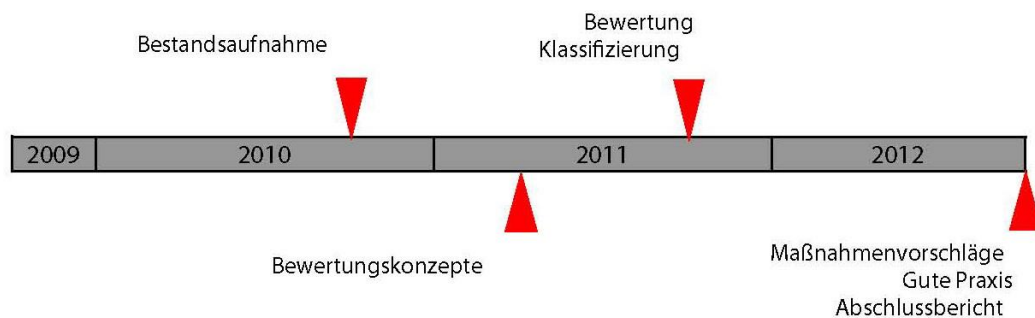 Bestandsaufnahme
Bewertung
Klassifizierung
2009
2010
2011
2012
Bewertungskonzepte
Maßnahmenvorschläge
Gute Praxis
Abschlussbericht